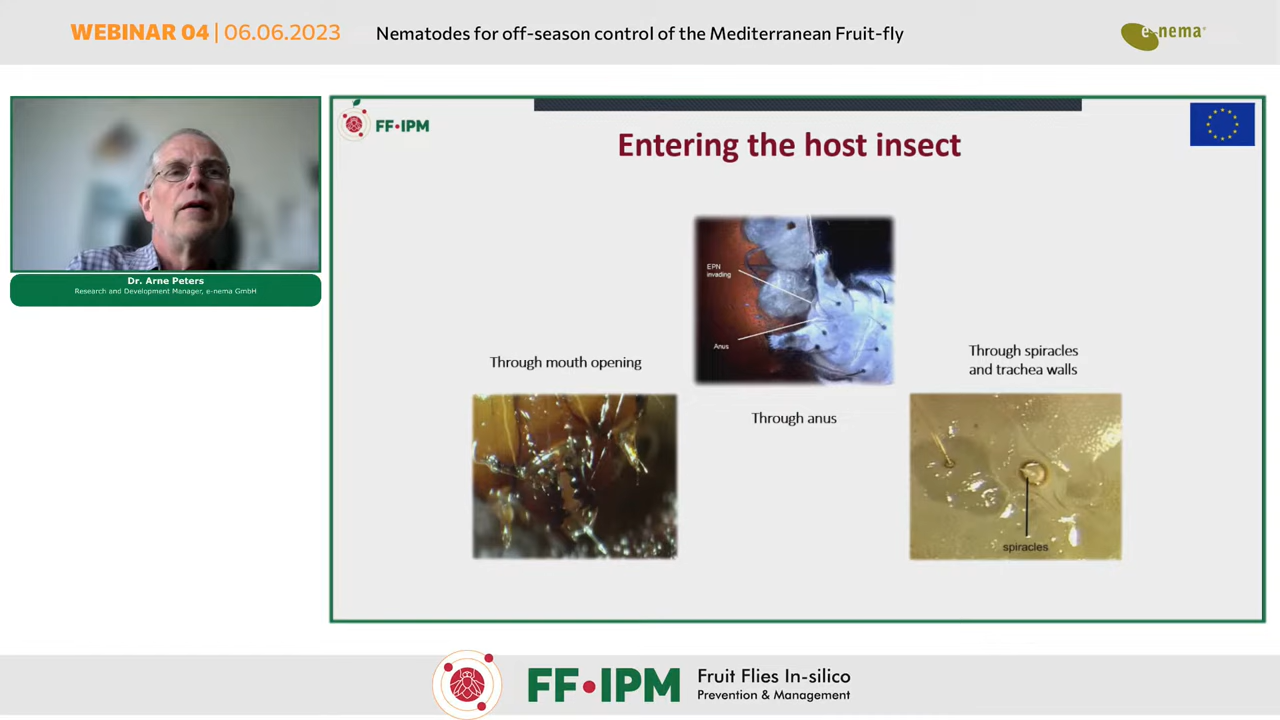 WEBINAR 04 | 06.06.2023
Nematodes for off-season control of the Mediterranean Fruit-fly
e-nema
Dr. Arne Peters
Research and Development Manager, e-nema GmbH
FF•IPM
Entering the host insect
EPN
invading
Anus
Through mouth opening
Through anus
Through spiracles
and trachea walls
spiracles
FF•IPM
Fruit Flies In-silico
Prevention & Management